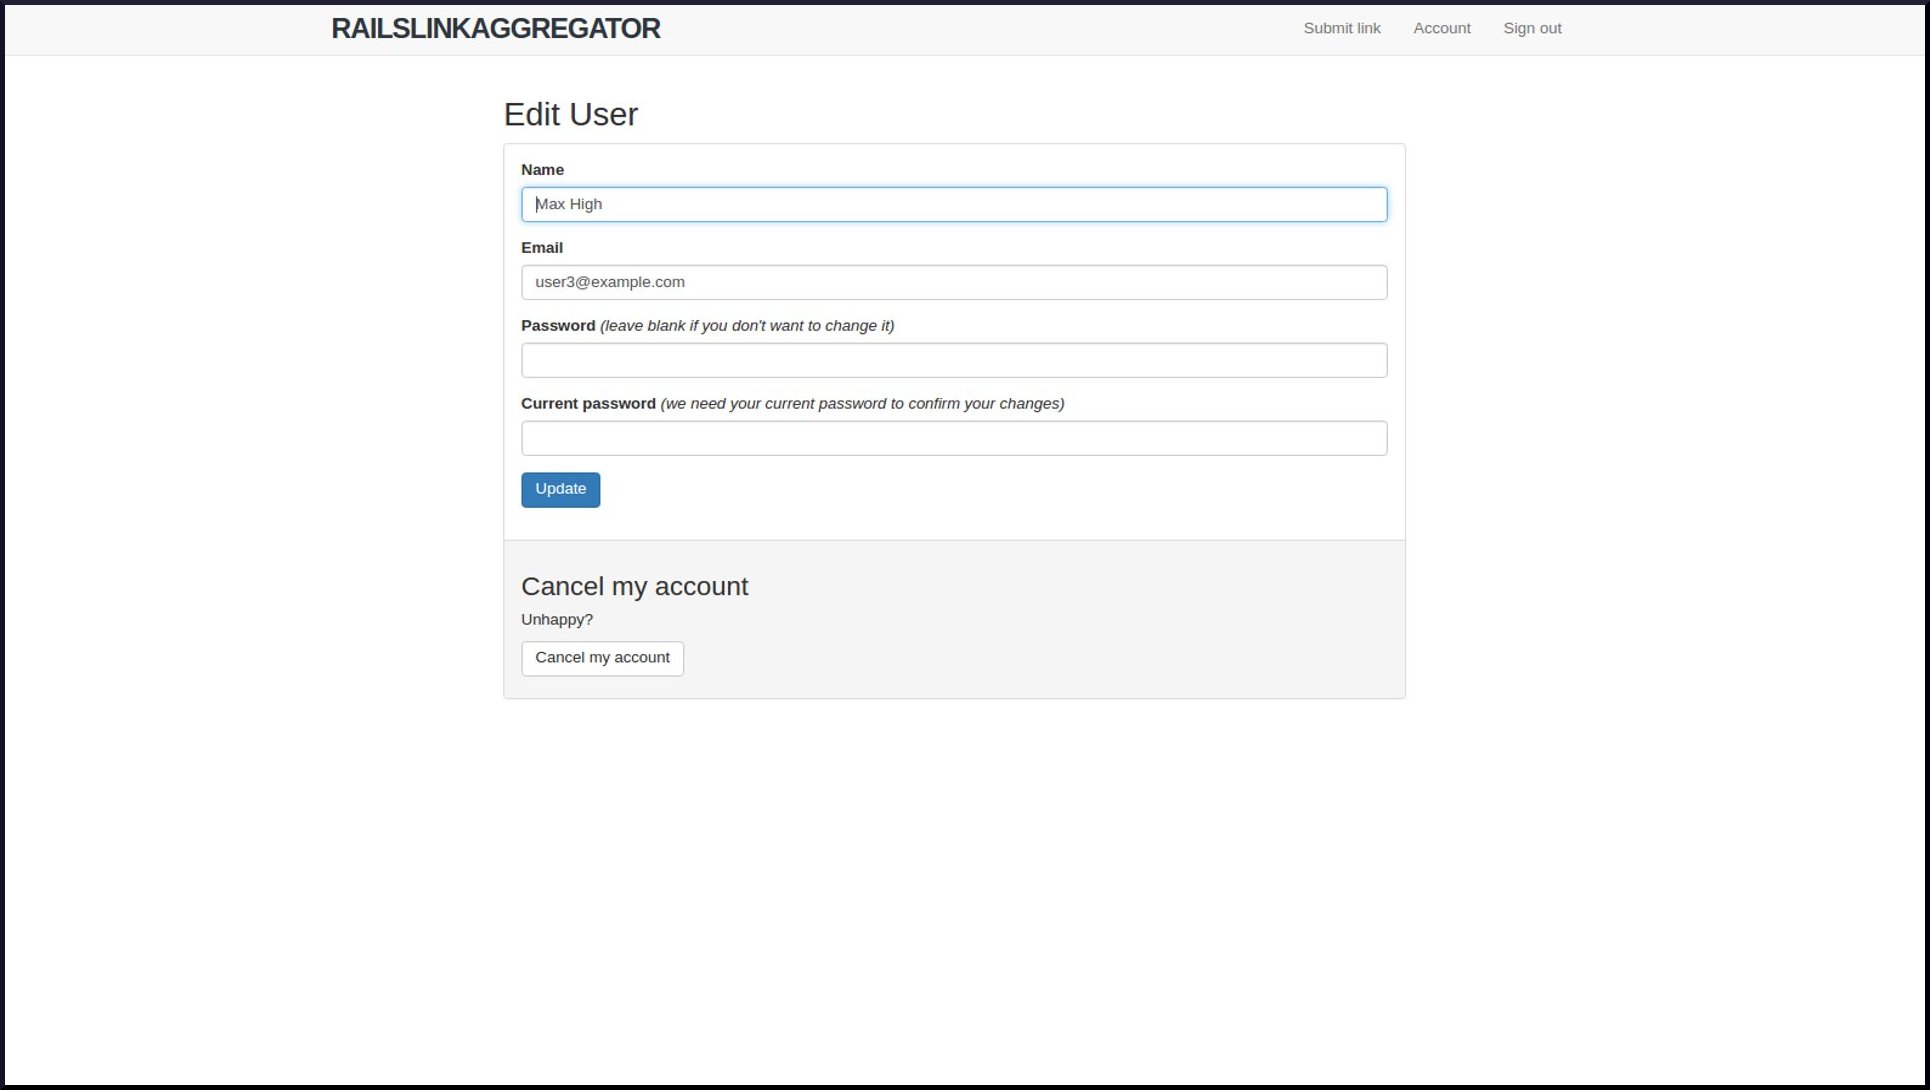 RAILSLINKAGGREGATOR
Submit link
Account
Sign out
Edit User
Name
Max High
Email
user3@example.com
Password (leave blank if you don't want to change it)
Current password (we need your current password to confirm your changes)
Update
Cancel my account
Unhappy?
Cancel my account